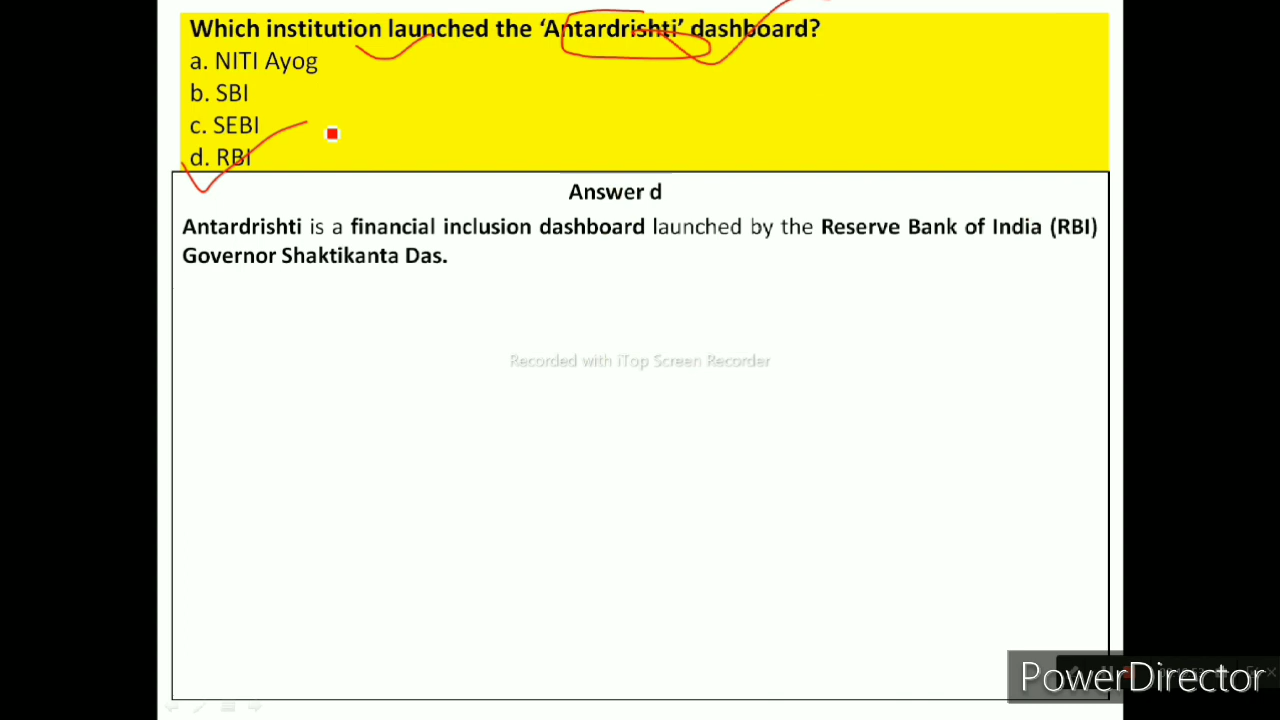 Which institution launched the ‘Antardrishti’ dashboard?
a. NITI Ayog
b. SBI
c. SEBI
d. RBI
Answer d
Antardrishti is a financial inclusion dashboard launched by the Reserve Bank of India (RBI)
Governor Shaktikanta Das.
Recorded with iTop Screen Recorder
PowerDirector